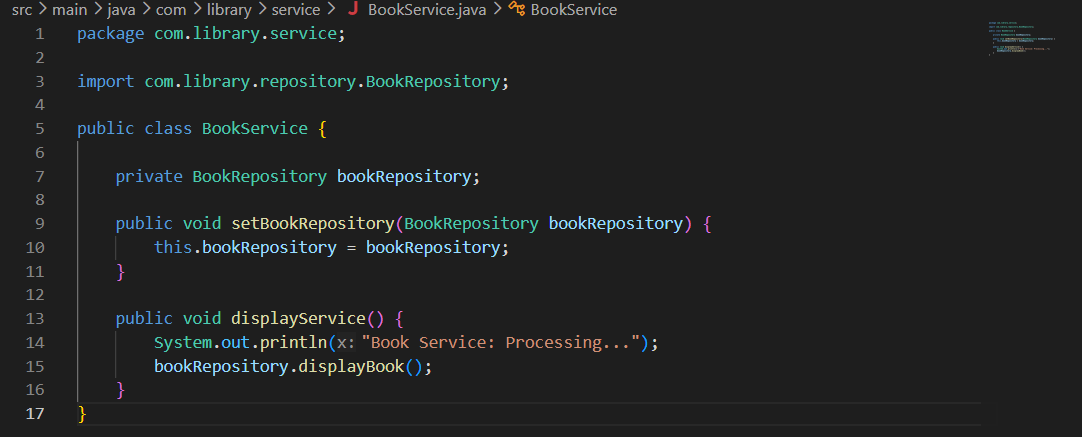 src > main > java > com > library > service > J BookService.java > BookService
1 package com.library.service;
2
3 import com.library.repository.BookRepository;
4
5 public class BookService {
6
7     private BookRepository bookRepository;
8
9     public void setBookRepository(BookRepository bookRepository) {
10         this.bookRepository = bookRepository;
11     }
12
13     public void displayService() {
14         System.out.println(x: "Book Service: Processing...");
15         bookRepository.displayBook();
16     }
17 }